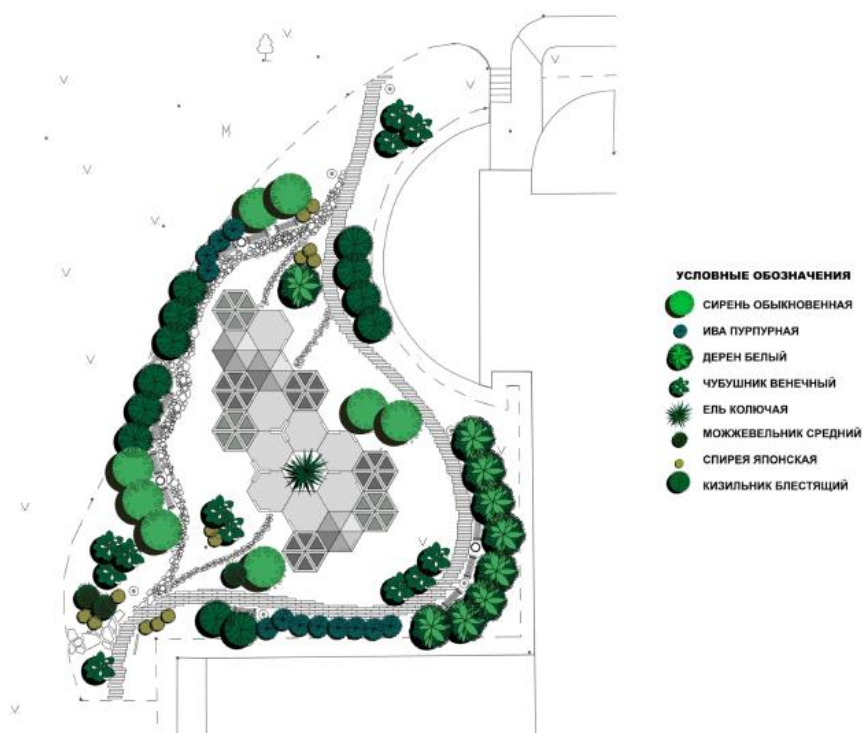 М
УСЛОВНЫЕ ОБОЗНАЧЕНИЯ
СИРЕНЬ ОБЫКНОВЕННАЯ
ИВА ПУРПУРНАЯ
ДЕРЕН БЕЛЫЙ
ЧУБУШНИК ВЕНЕЧНЫЙ
ЕЛЬ КОЛЮЧАЯ
МОЖЖЕВЕЛЬНИК СРЕДНИЙ
СПИРЕЯ ЯПОНСКАЯ
КИЗИЛЬНИК БЛЕСТЯЩИЙ